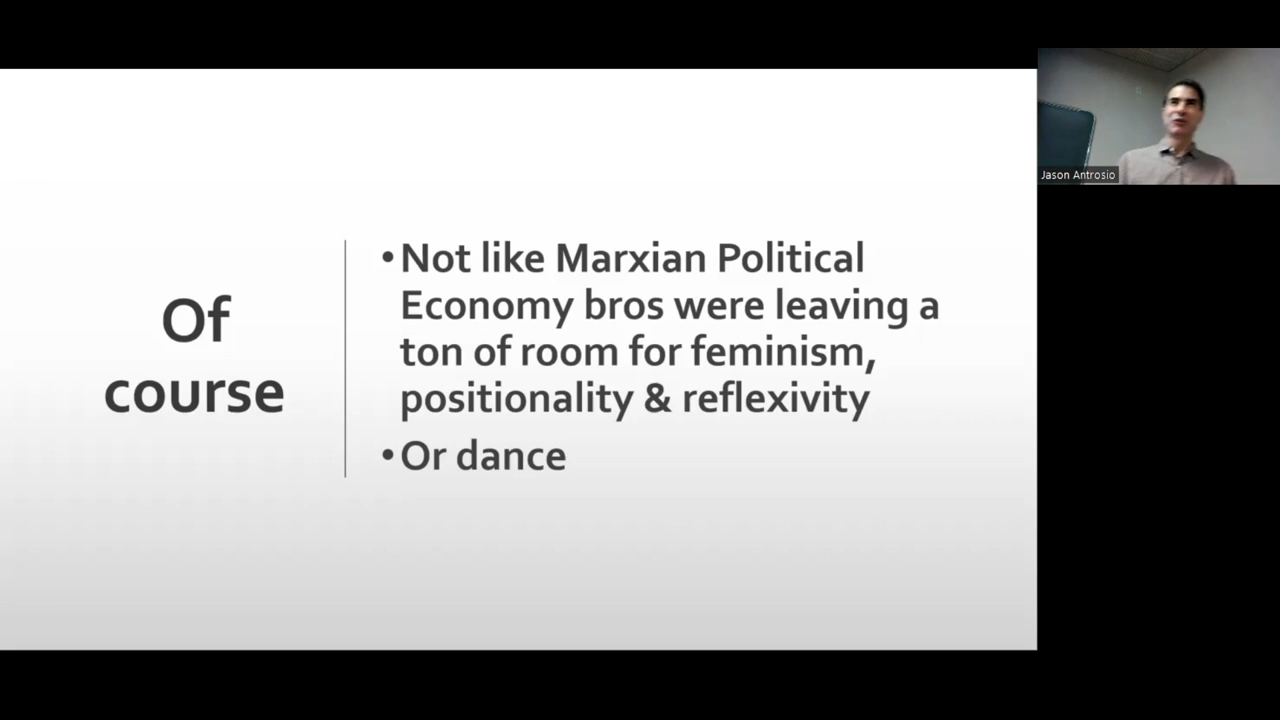 Of
course
•Not like Marxian Political
Economy bros were leaving a
ton of room for feminism,
positionality & reflexivity
•Or dance
Jason Antrosio